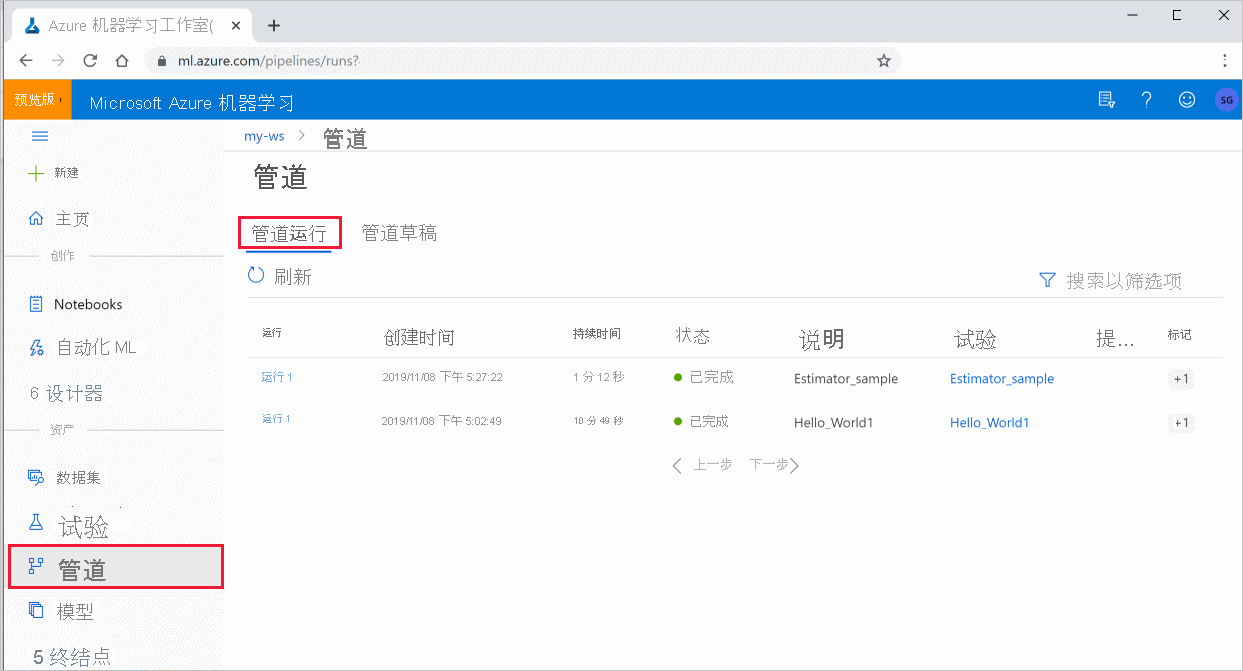 Azure 机器学习工作室(
ml.azure.com/pipelines/runs?
预览版
Microsoft Azure 机器学习
SG
my-ws > 管道
新建
管道
主页
管道运行 管道草稿
创作
刷新 搜索以筛选项
Notebooks
运行 创建时间 持续时间 状态 说明 试验 提... 标记
自动化 ML
运行 1 2019/11/08 下午 5:27:22 1 分 12 秒 已完成 Estimator_sample Estimator_sample +1
6 设计器
运行 1 2019/11/08 下午 5:02:49 10 分 49 秒 已完成 Hello_World1 Hello_World1 +1
资产
上一步 下一步
数据集
试验
管道
模型
5 终结点